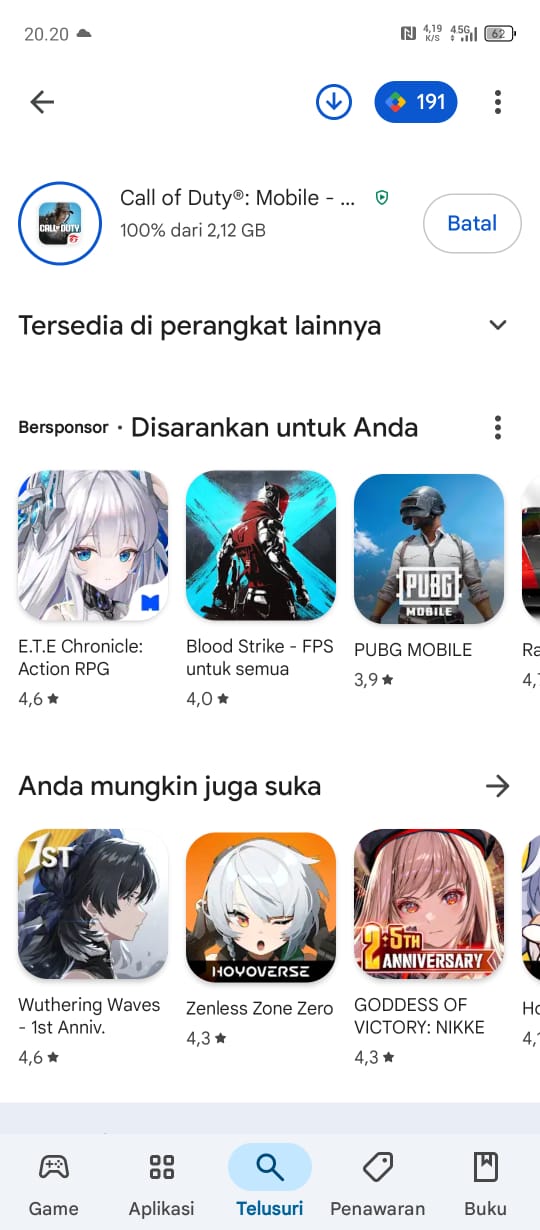 20.20
4,19
K/S
4.5G
62
191
Call of Duty®: Mobile - ...
100% dari 2,12 GB
Batal
CALL OF DUTY
Tersedia di perangkat lainnya
Bersponsor · Disarankan untuk Anda
PUBG
MOBILE
E.T.E Chronicle:
Action RPG
4,6 ★
Blood Strike - FPS
untuk semua
4,0 ★
PUBG MOBILE
3,9 ★
Ra
4,
Anda mungkin juga suka
1ST
HOYOVERSE
2.5TH
ANNIVERSARY
Wuthering Waves
- 1st Anniv.
4,6 ★
Zenless Zone Zero
4,3 ★
GODDESS OF
VICTORY: NIKKE
4,3 ★
Ho
4,
Game
Aplikasi
Telusuri
Penawaran
Buku